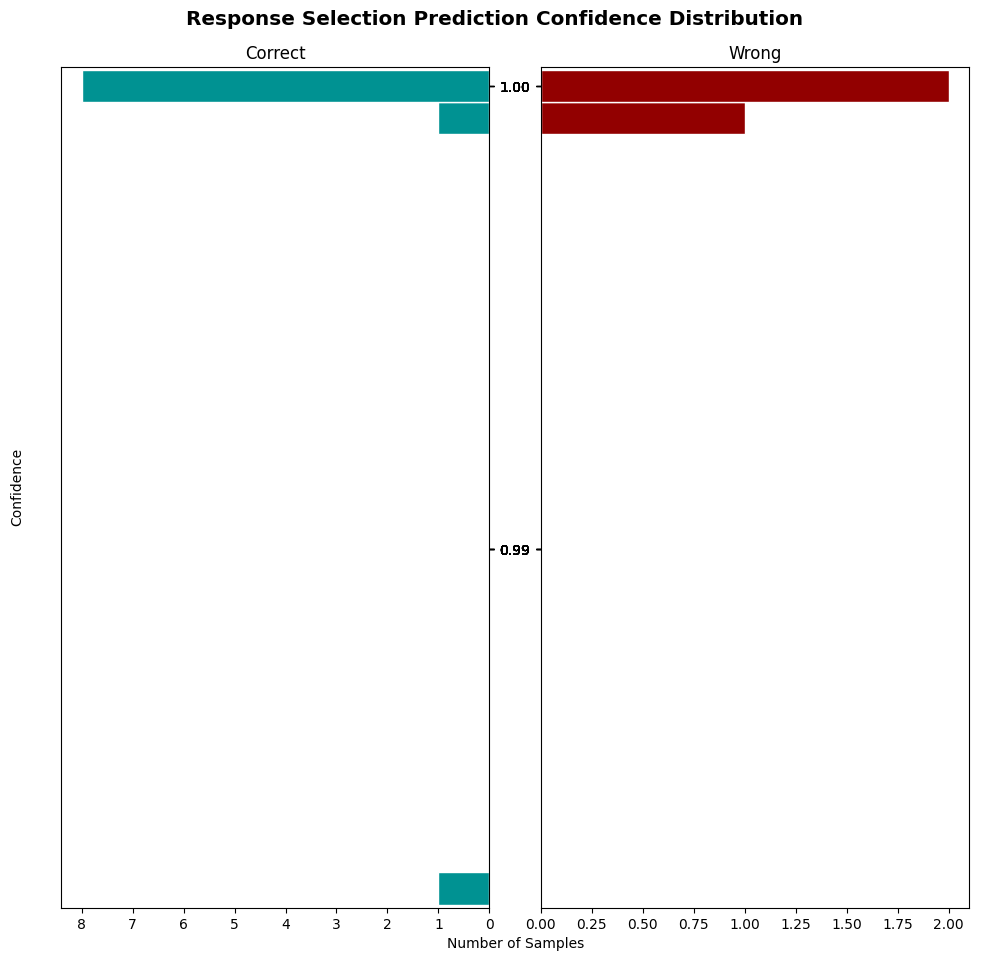 Response Selection Prediction Confidence Distribution
Correct
Wrong
1.00
0.99
Confidence
8 7 6 5 4 3 2 1 0
0.00 0.25 0.50 0.75 1.00 1.25 1.50 1.75 2.00
Number of Samples